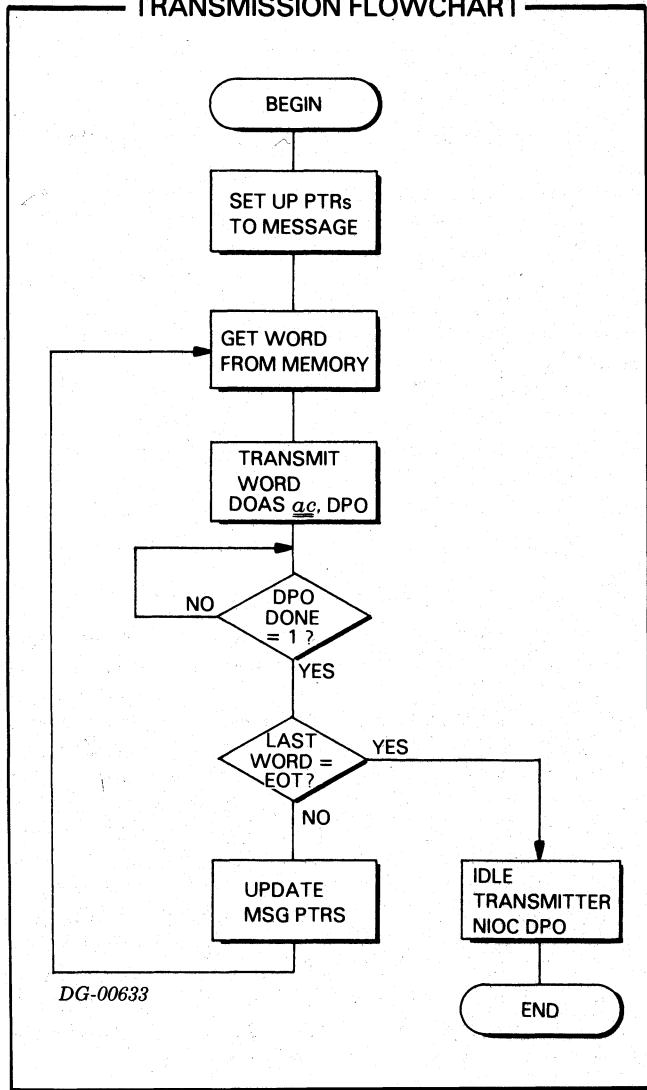 TRANSMISSION FLOWCHART
BEGIN
SET UP PTRs
TO MESSAGE
GET WORD
FROM MEMORY
TRANSMIT
WORD
DOAS ac, DPO
NO
DPO
DONE
= 1 ?
YES
LAST
WORD =
EOT?
YES
NO
UPDATE
MSG PTRS
IDLE
TRANSMITTER
NIOC DPO
DG-00633
END